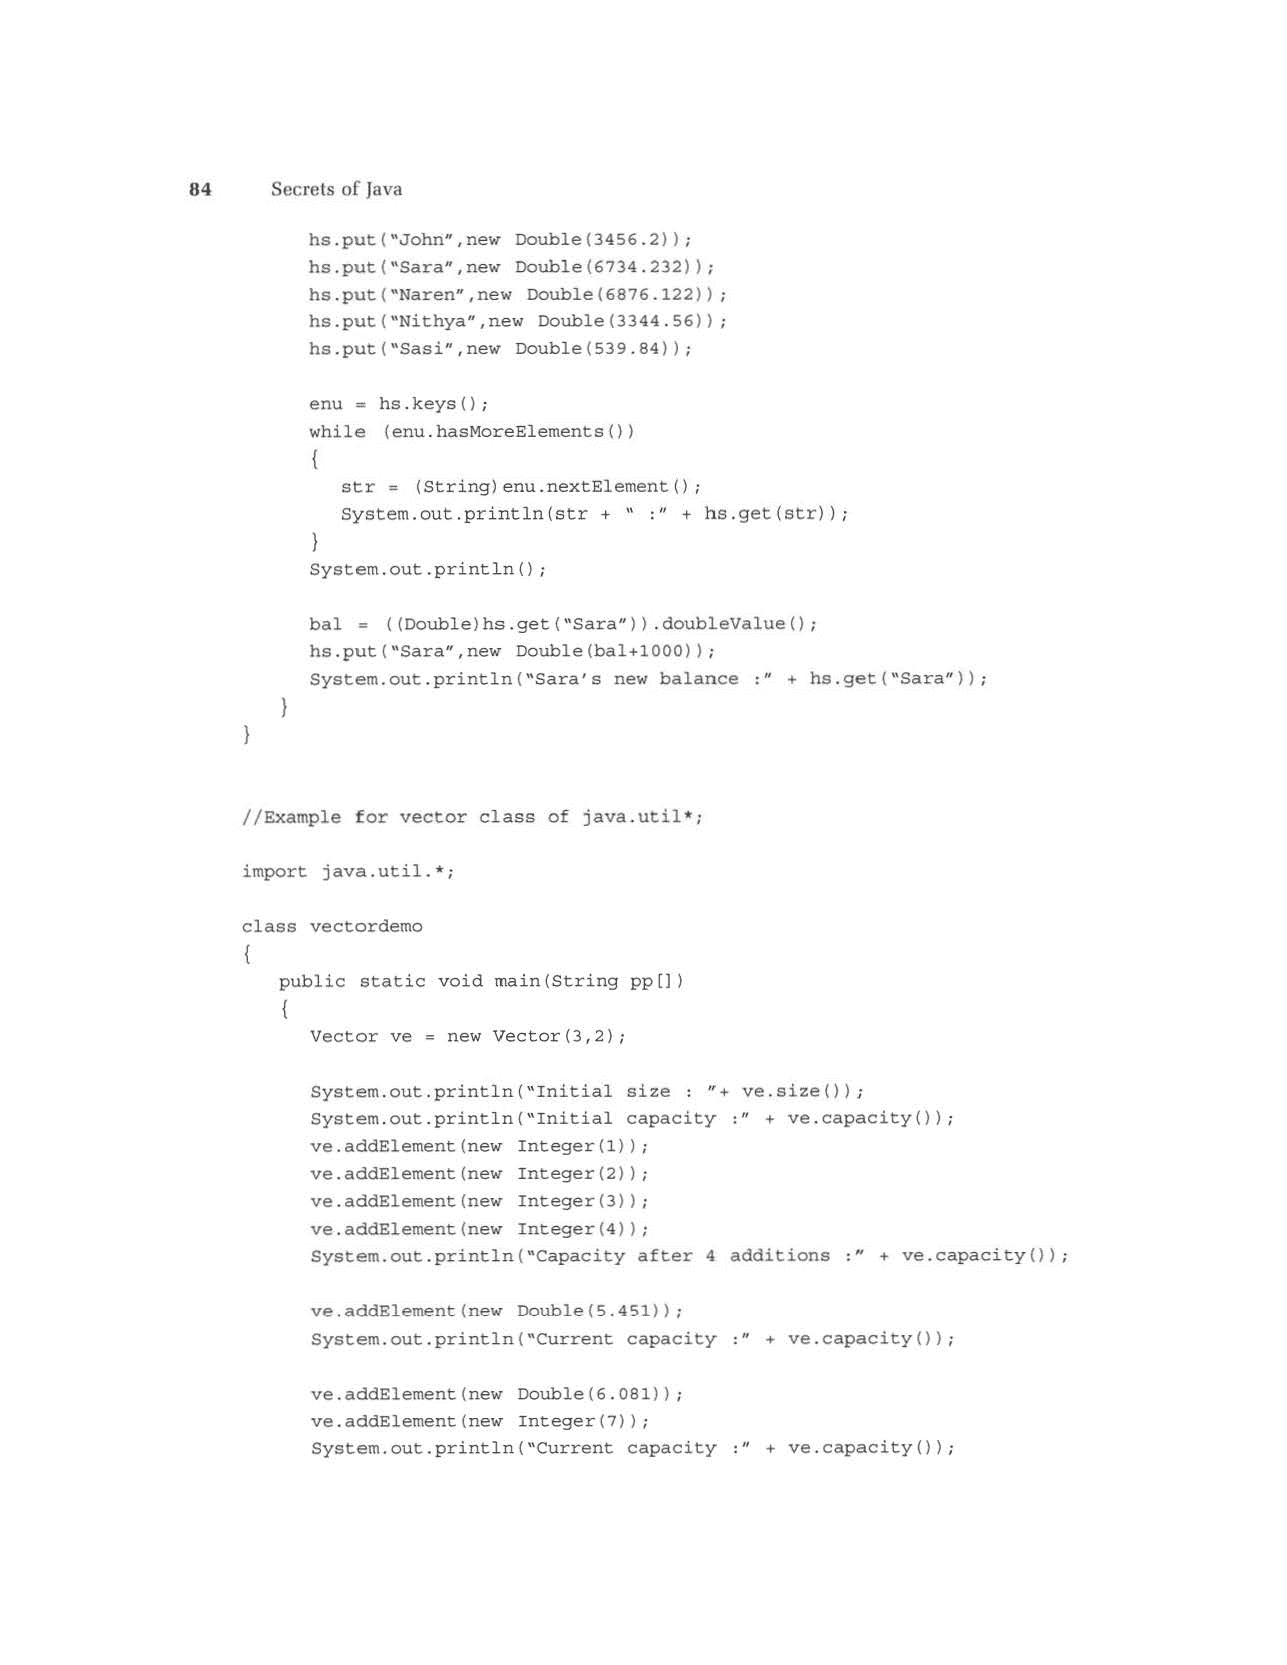 84 Secrets of Java
hs.put("John",new Double(3456.2));
hs.put("Sara",new Double(6734.232));
hs.put("Naren",new Double(6876.122));
hs.put("Nithya",new Double(3344.56));
hs.put("Sasi",new Double(539.84));
enu = hs.keys();
while (enu.hasMoreElements())
{
str = (String)enu.nextElement();
System.out.println(str + " :" + hs.get(str));
}
System.out.println();
bal = ((Double)hs.get("Sara")).doubleValue();
hs.put("Sara",new Double(bal+1000));
System.out.println("Sara's new balance :" + hs.get("Sara"));
}
}
//Example for vector class of java.util*;
import java.util.*;
class vectordemo
{
public static void main(String pp[])
{
Vector ve = new Vector(3,2);
System.out.println("Initial size : "+ ve.size());
System.out.println("Initial capacity :" + ve.capacity());
ve.addElement(new Integer(1));
ve.addElement(new Integer(2));
ve.addElement(new Integer(3));
ve.addElement(new Integer(4));
System.out.println("Capacity after 4 additions :" + ve.capacity());
ve.addElement(new Double(5.451));
System.out.println("Current capacity :" + ve.capacity());
ve.addElement(new Double(6.081));
ve.addElement(new Integer(7));
System.out.println("Current capacity :" + ve.capacity());